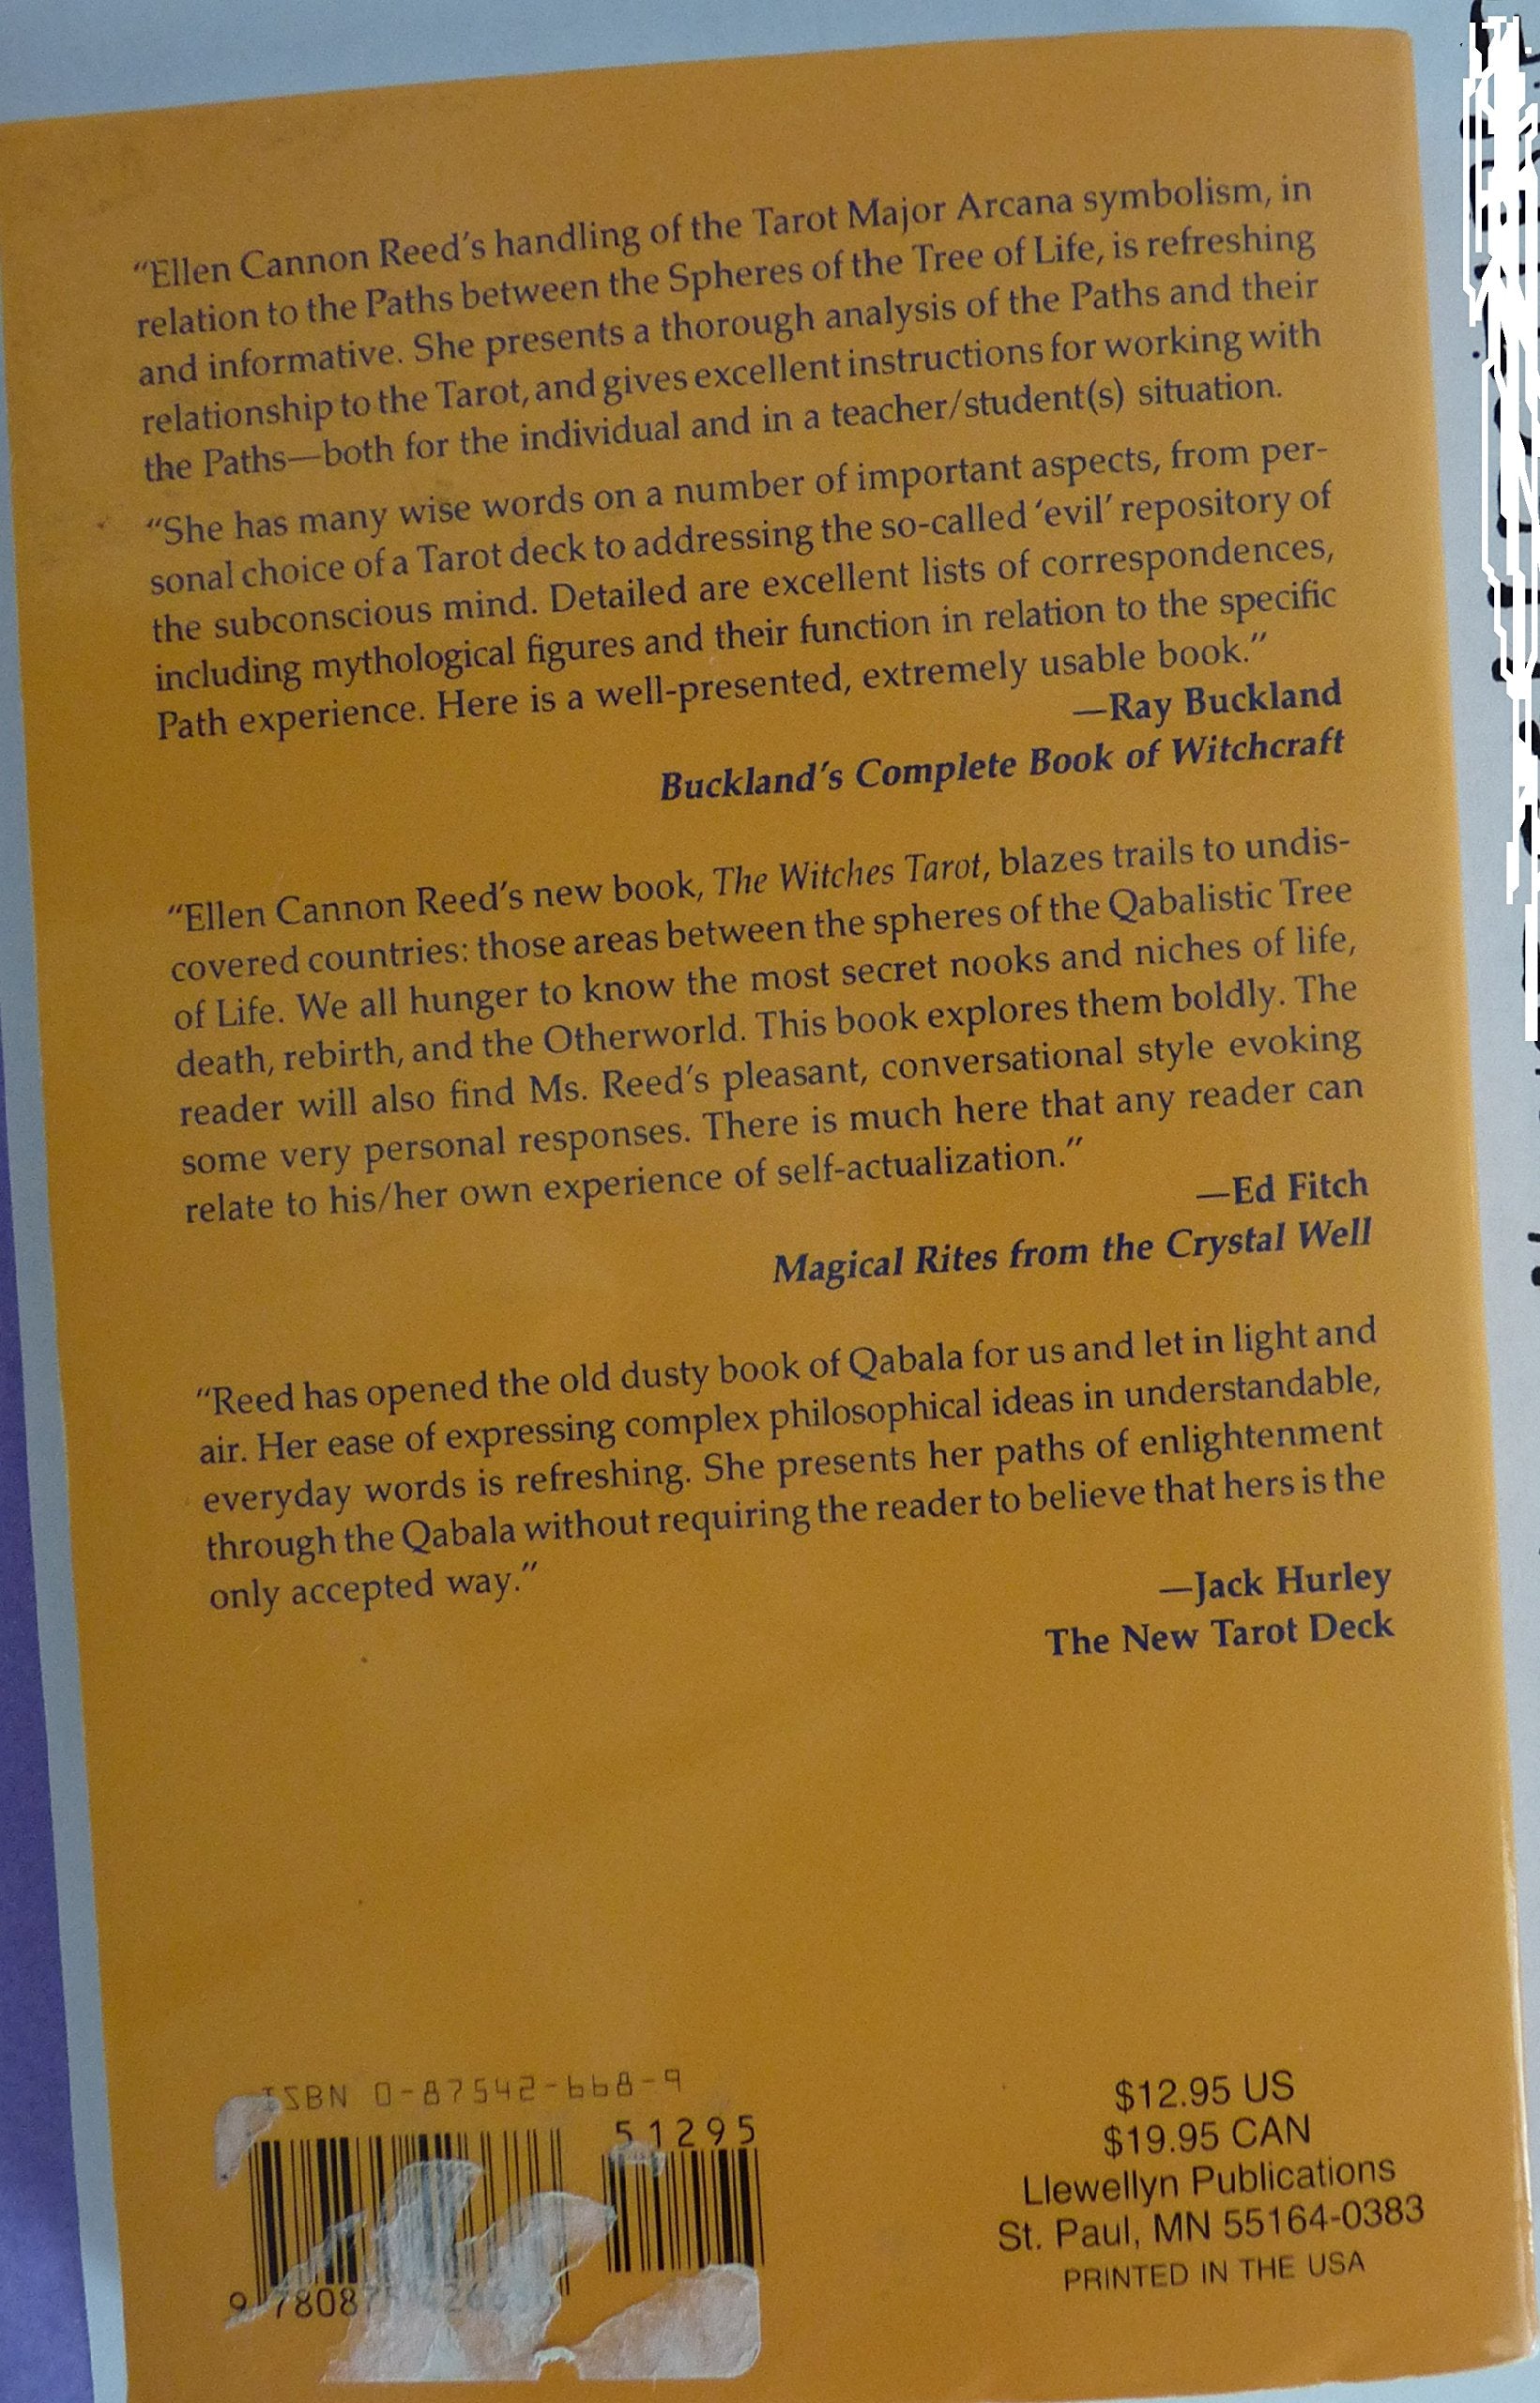 “Ellen Cannon Reed’s handling of the Tarot Major Arcana symbolism, in
relation to the Paths between the Spheres of the Tree of Life, is refreshing
and informative. She presents a thorough analysis of the Paths and their
relationship to the Tarot, and gives excellent instructions for working with
the Paths—both for the individual and in a teacher/student(s) situation.
“She has many wise words on a number of important aspects, from per-
sonal choice of a Tarot deck to addressing the so-called ‘evil’ repository of
the subconscious mind. Detailed are excellent lists of correspondences,
including mythological figures and their function in relation to the specific
Path experience. Here is a well-presented, extremely usable book.”
—Ray Buckland
Buckland’s Complete Book of Witchcraft
“Ellen Cannon Reed’s new book, The Witches Tarot, blazes trails to undis-
covered countries: those areas between the spheres of the Qabalistic Tree
of Life. We all hunger to know the most secret nooks and niches of life,
death, rebirth, and the Otherworld. This book explores them boldly. The
reader will also find Ms. Reed’s pleasant, conversational style evoking
some very personal responses. There is much here that any reader can
relate to his/her own experience of self-actualization.”
—Ed Fitch
Magical Rites from the Crystal Well
“Reed has opened the old dusty book of Qabala for us and let in light and
air. Her ease of expressing complex philosophical ideas in understandable,
everyday words is refreshing. She presents her paths of enlightenment
through the Qabala without requiring the reader to believe that hers is the
only accepted way.”
—Jack Hurley
The New Tarot Deck
ISBN 0-87542-668-9
51295
9 7808
$12.95 US
$19.95 CAN
Llewellyn Publications
St. Paul, MN 55164-0383
PRINTED IN THE USA